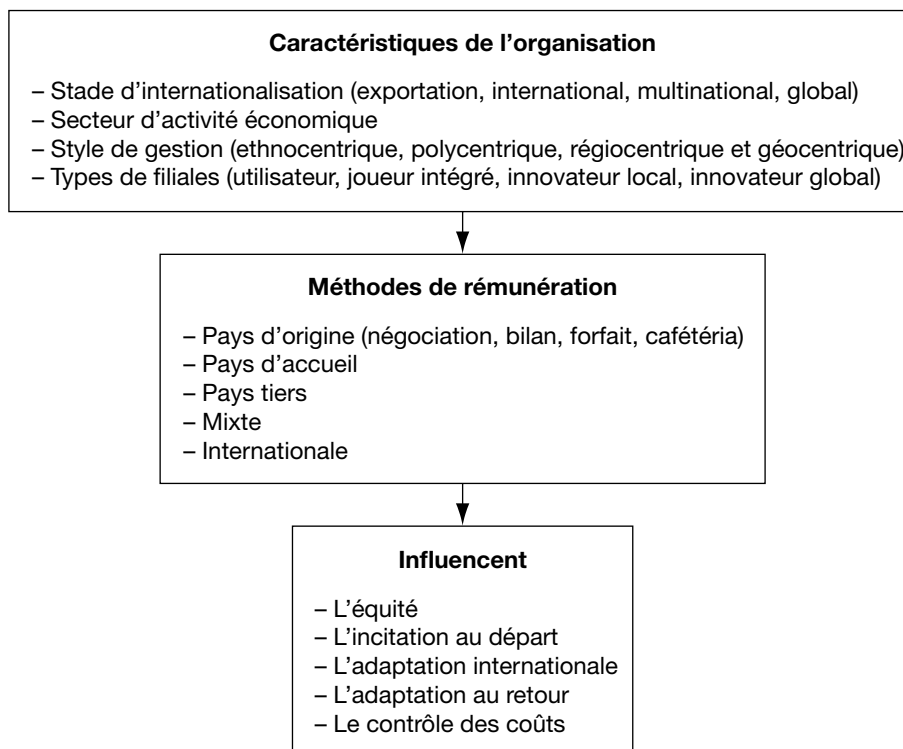 Caractéristiques de l’organisation
– Stade d’internationalisation (exportation, international, multinational, global)
– Secteur d’activité économique
– Style de gestion (ethnocentrique, polycentrique, régiocentrique et géocentrique)
– Types de filiales (utilisateur, joueur intégré, innovateur local, innovateur global)
Méthodes de rémunération
– Pays d’origine (négociation, bilan, forfait, cafétéria)
– Pays d’accueil
– Pays tiers
– Mixte
– Internationale
Influencent
– L’équité
– L’incitation au départ
– L’adaptation internationale
– L’adaptation au retour
– Le contrôle des coûts